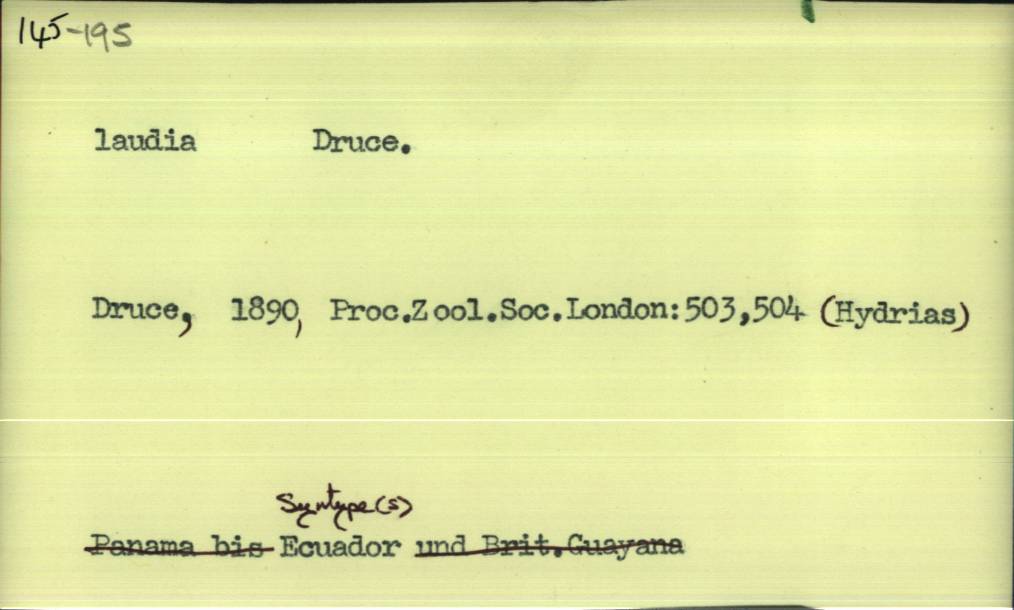 145-195
laudia Druce.
Druce, 1890, Proc.Zool.Soc.London:503,504 (Hydrias)
Syntype(s)
Panama bis Ecuador und Brit.Guayana